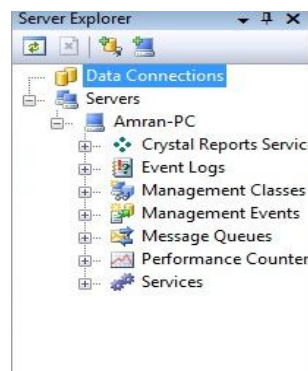 Server Explorer
Data Connections
Servers
Amran-PC
Crystal Reports Servic
Event Logs
Management Classes
Management Events
Message Queues
Performance Counter
Services